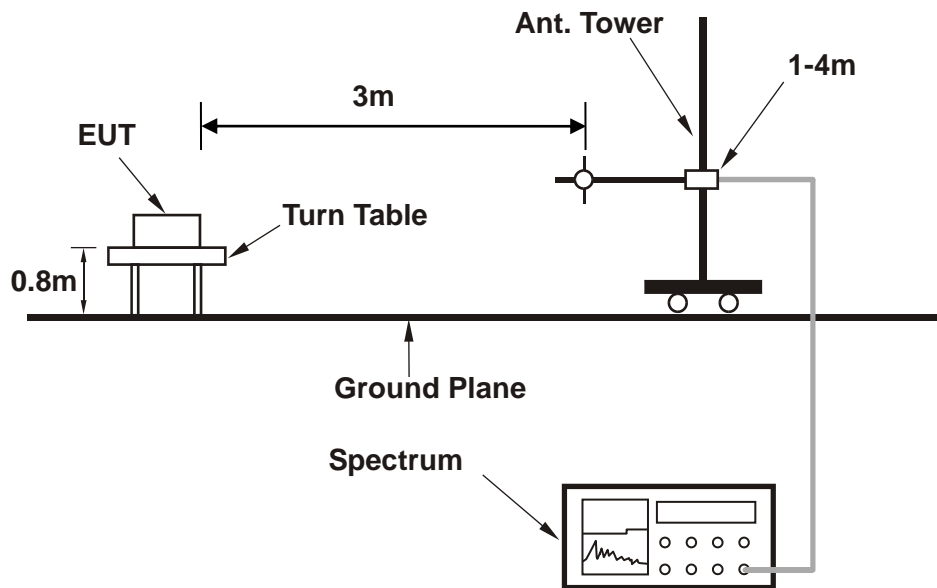 Ant. Tower
1-4m
3m
EUT
Turn Table
0.8m
Ground Plane
Spectrum